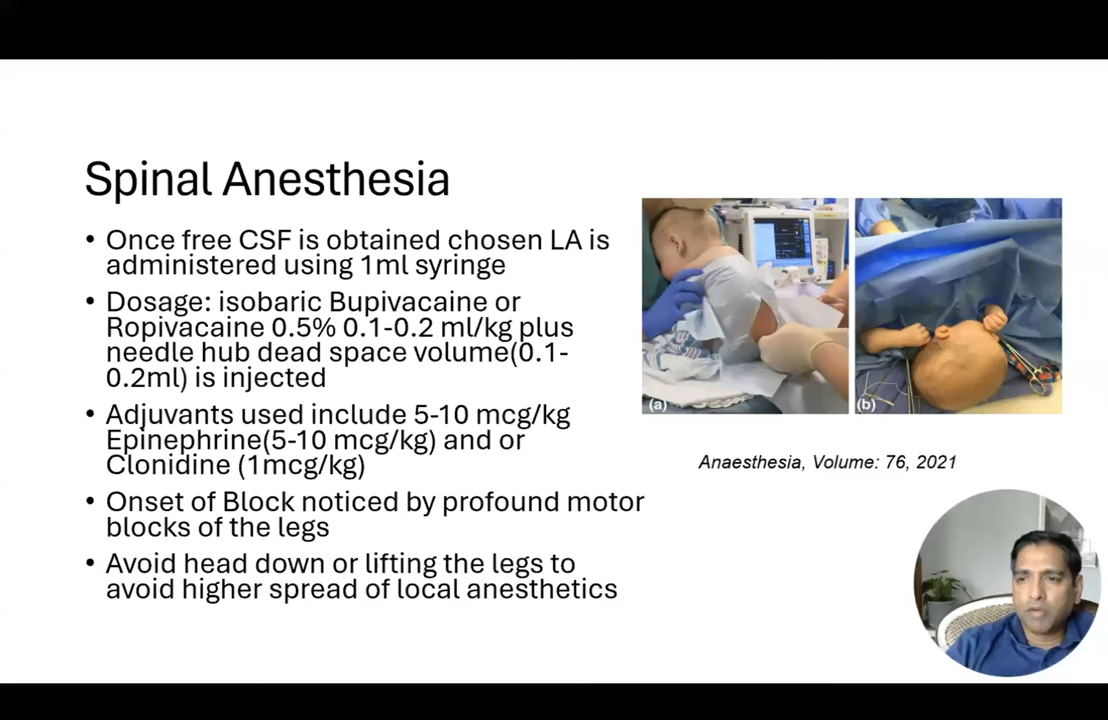 Spinal Anesthesia
• Once free CSF is obtained chosen LA is
administered using 1ml syringe
• Dosage: isobaric Bupivacaine or
Ropivacaine 0.5% 0.1-0.2 ml/kg plus
needle hub dead space volume(0.1-
0.2ml) is injected
• Adjuvants used include 5-10 mcg/kg
Epinephrine(5-10 mcg/kg) and or
Clonidine (1mcg/kg)
• Onset of Block noticed by profound motor
blocks of the legs
• Avoid head down or lifting the legs to
avoid higher spread of local anesthetics
(a)
(b)
Anaesthesia, Volume: 76, 2021